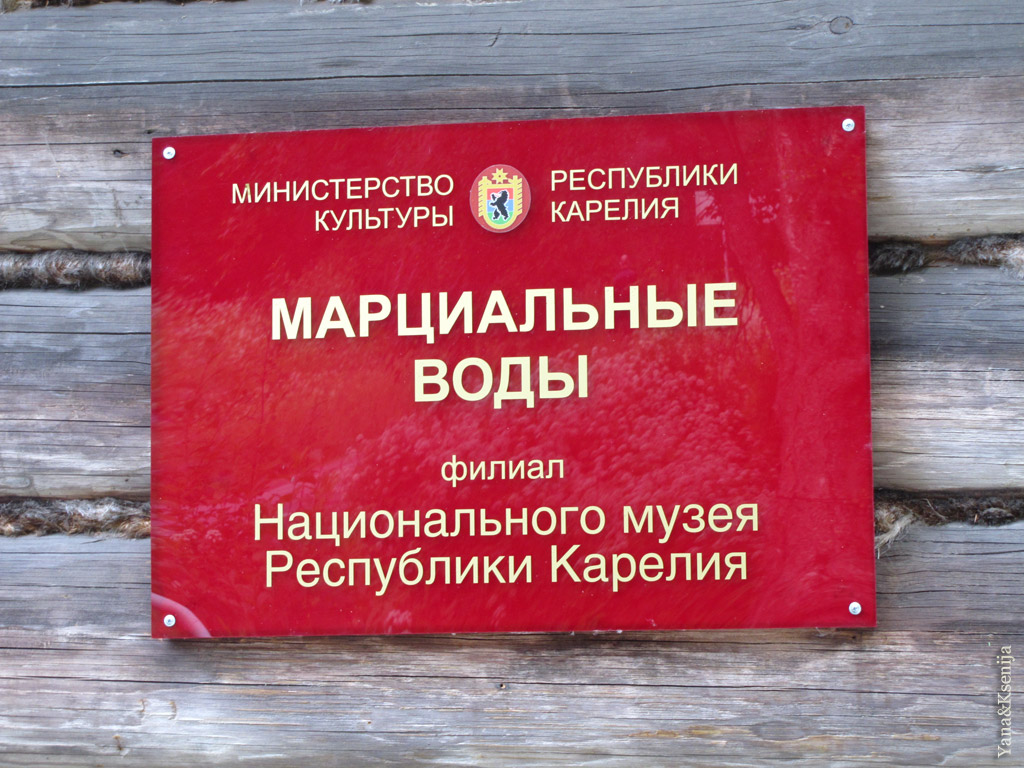 МИНИСТЕРСТВО
КУЛЬТУРЫ
РЕСПУБЛИКИ
КАРЕЛИЯ
МАРЦИАЛЬНЫЕ
ВОДЫ
филиал
Национального музея
Республики Карелия
Yana&Ksenija